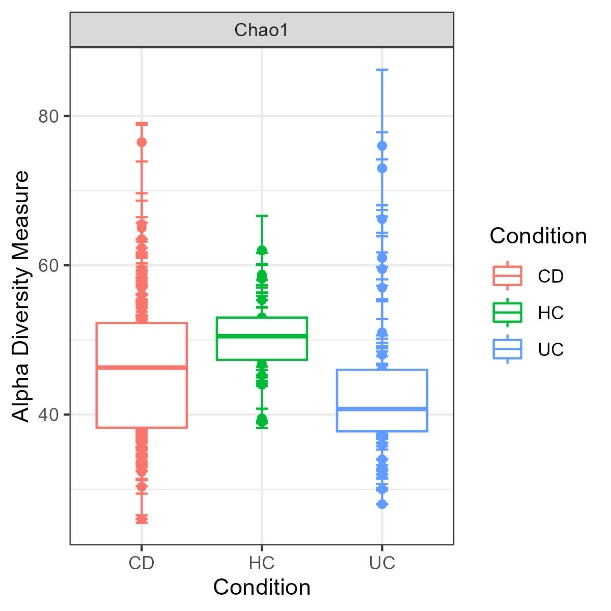 Chao1
Alpha Diversity Measure
80
60
40
CD
HC
UC
Condition
Condition
CD
HC
UC